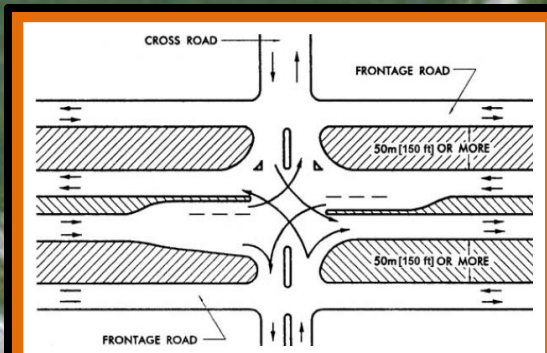 CROSS ROAD
FRONTAGE ROAD
50m [150 ft] OR MORE
50m [150 ft] OR MORE
FRONTAGE ROAD